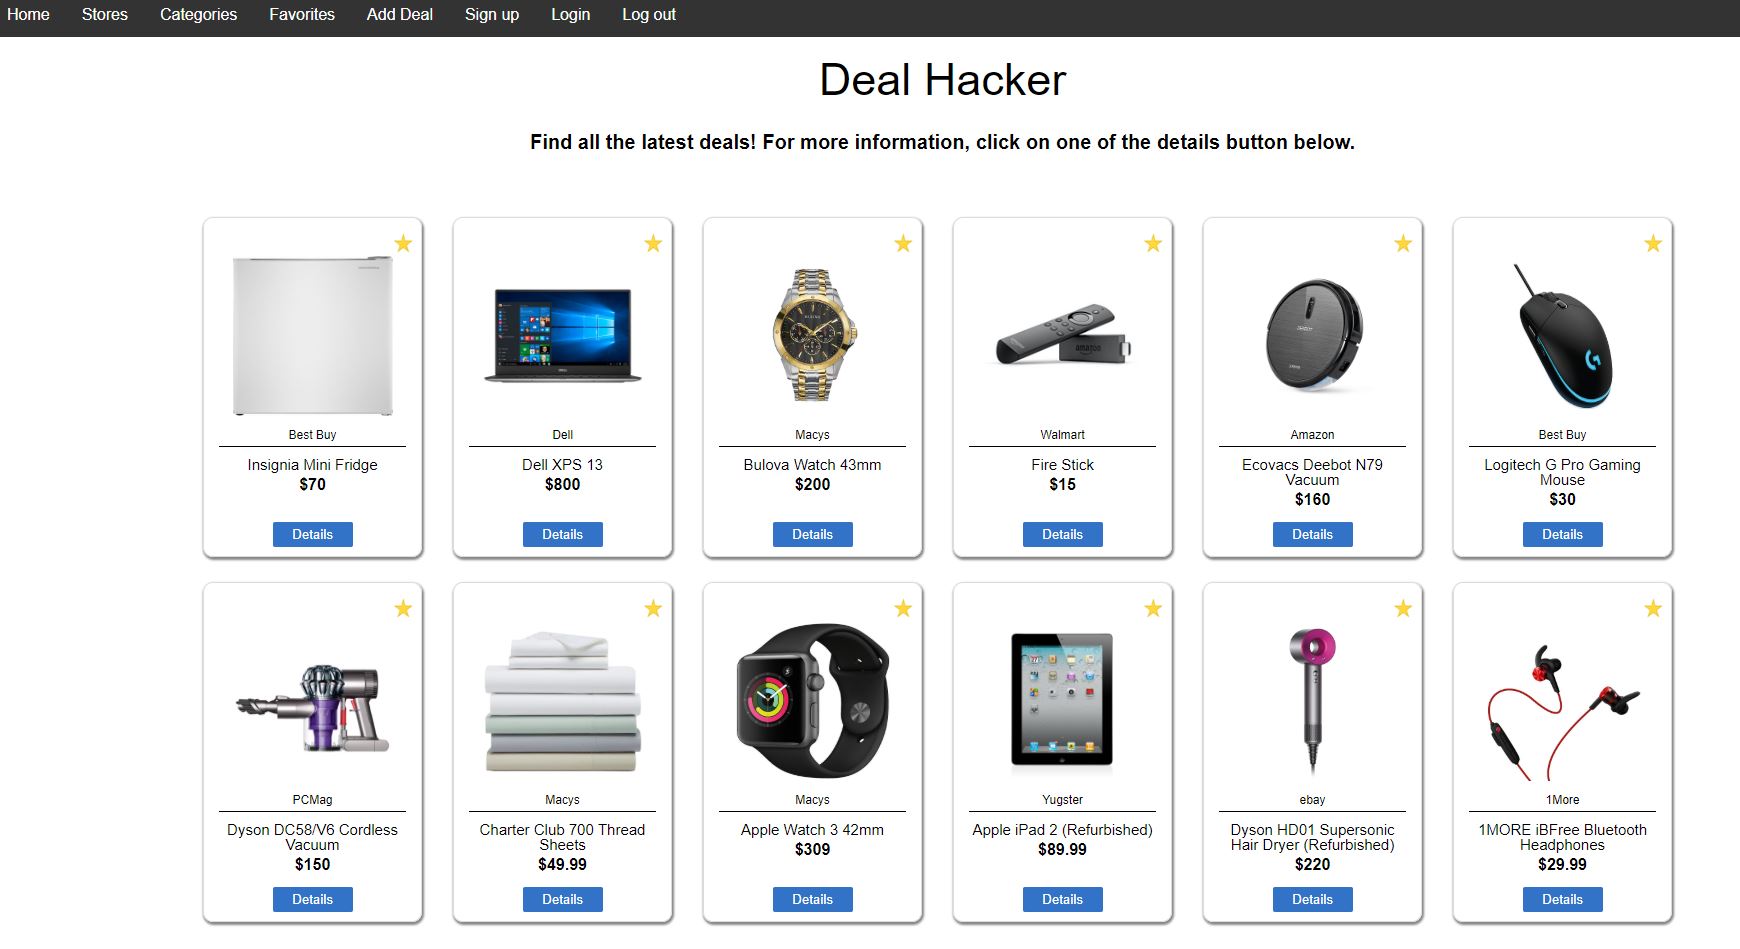 Home Stores Categories Favorites Add Deal Sign up Login Log out
Deal Hacker
Find all the latest deals! For more information, click on one of the details button below.
Best Buy
Insignia Mini Fridge
$70
Details
Dell
Dell XPS 13
$800
Details
Macys
Bulova Watch 43mm
$200
Details
amazon
Walmart
Fire Stick
$15
Details
Amazon
Ecovacs Deebot N79
Vacuum
$160
Details
Best Buy
Logitech G Pro Gaming
Mouse
$30
Details
PCMag
Dyson DC58/V6 Cordless
Vacuum
$150
Details
Macys
Charter Club 700 Thread
Sheets
$49.99
Details
Macys
Apple Watch 3 42mm
$309
Details
Yugster
Apple iPad 2 (Refurbished)
$89.99
Details
ebay
Dyson HD01 Supersonic
Hair Dryer (Refurbished)
$220
Details
1More
1MORE iBFree Bluetooth
Headphones
$29.99
Details